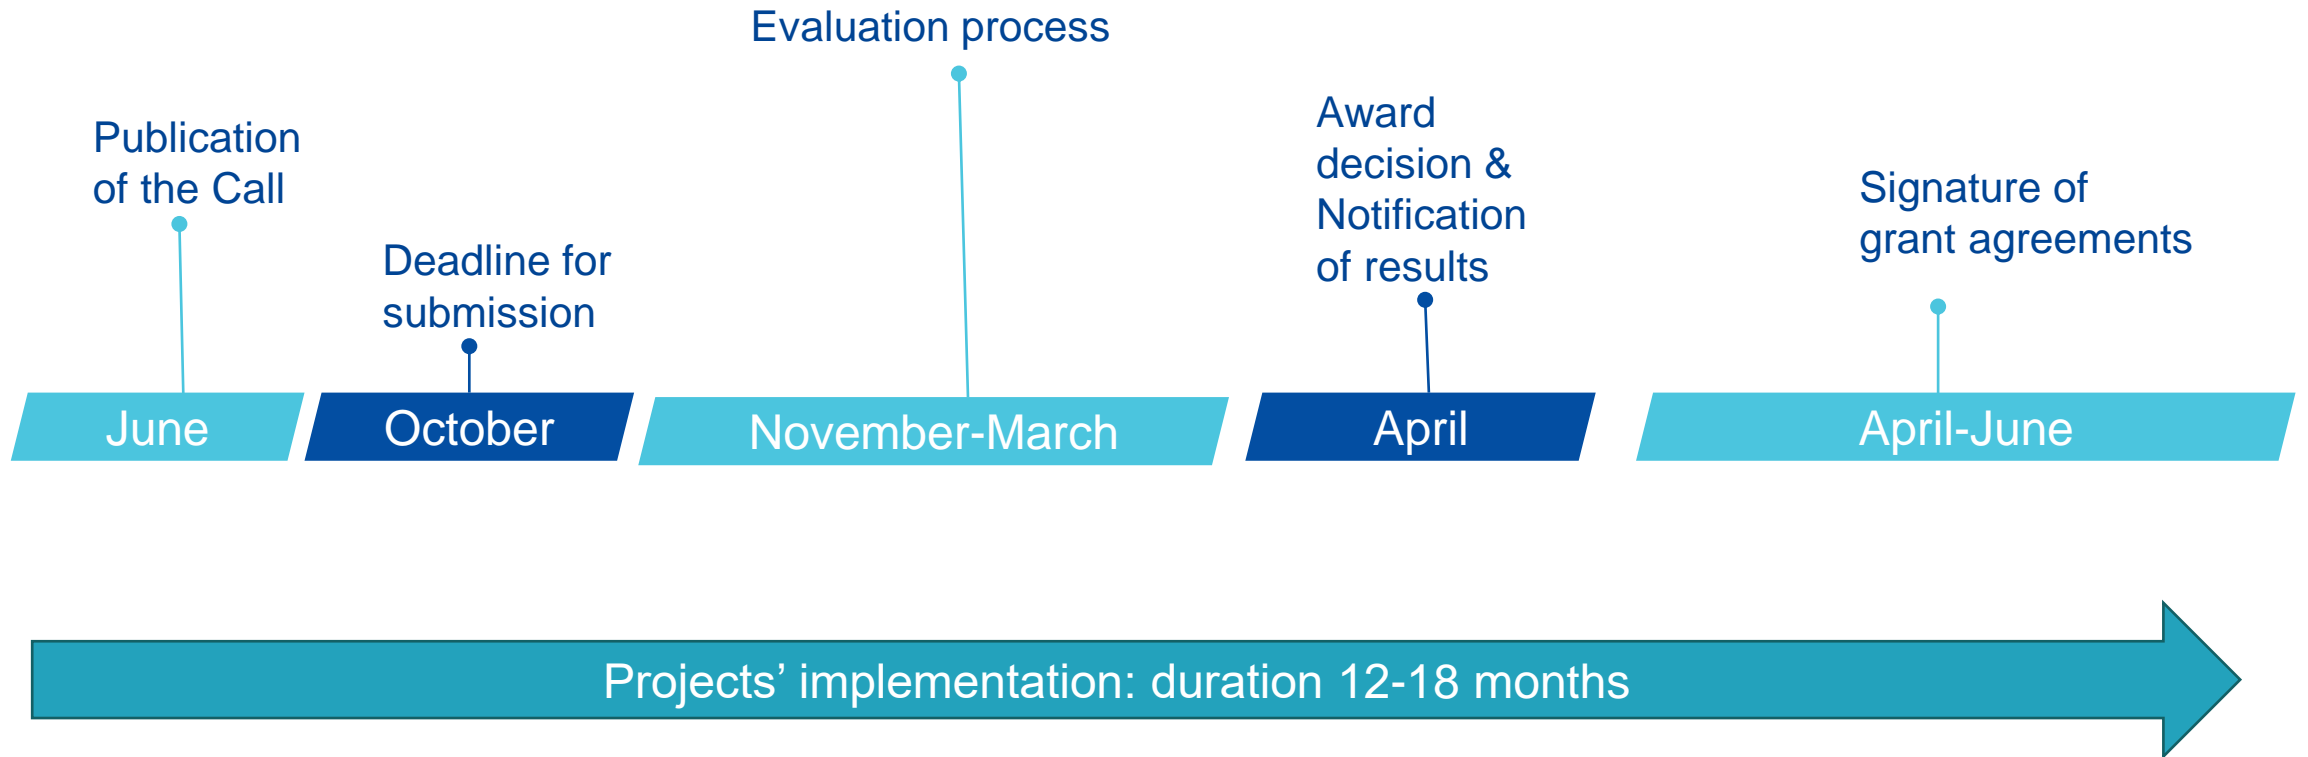 Evaluation process
Publication
of the Call
Deadline for
submission
Award
decision &
Notification
of results
Signature of
grant agreements
June
October
November-March
April
April-June
Projects’ implementation: duration 12-18 months